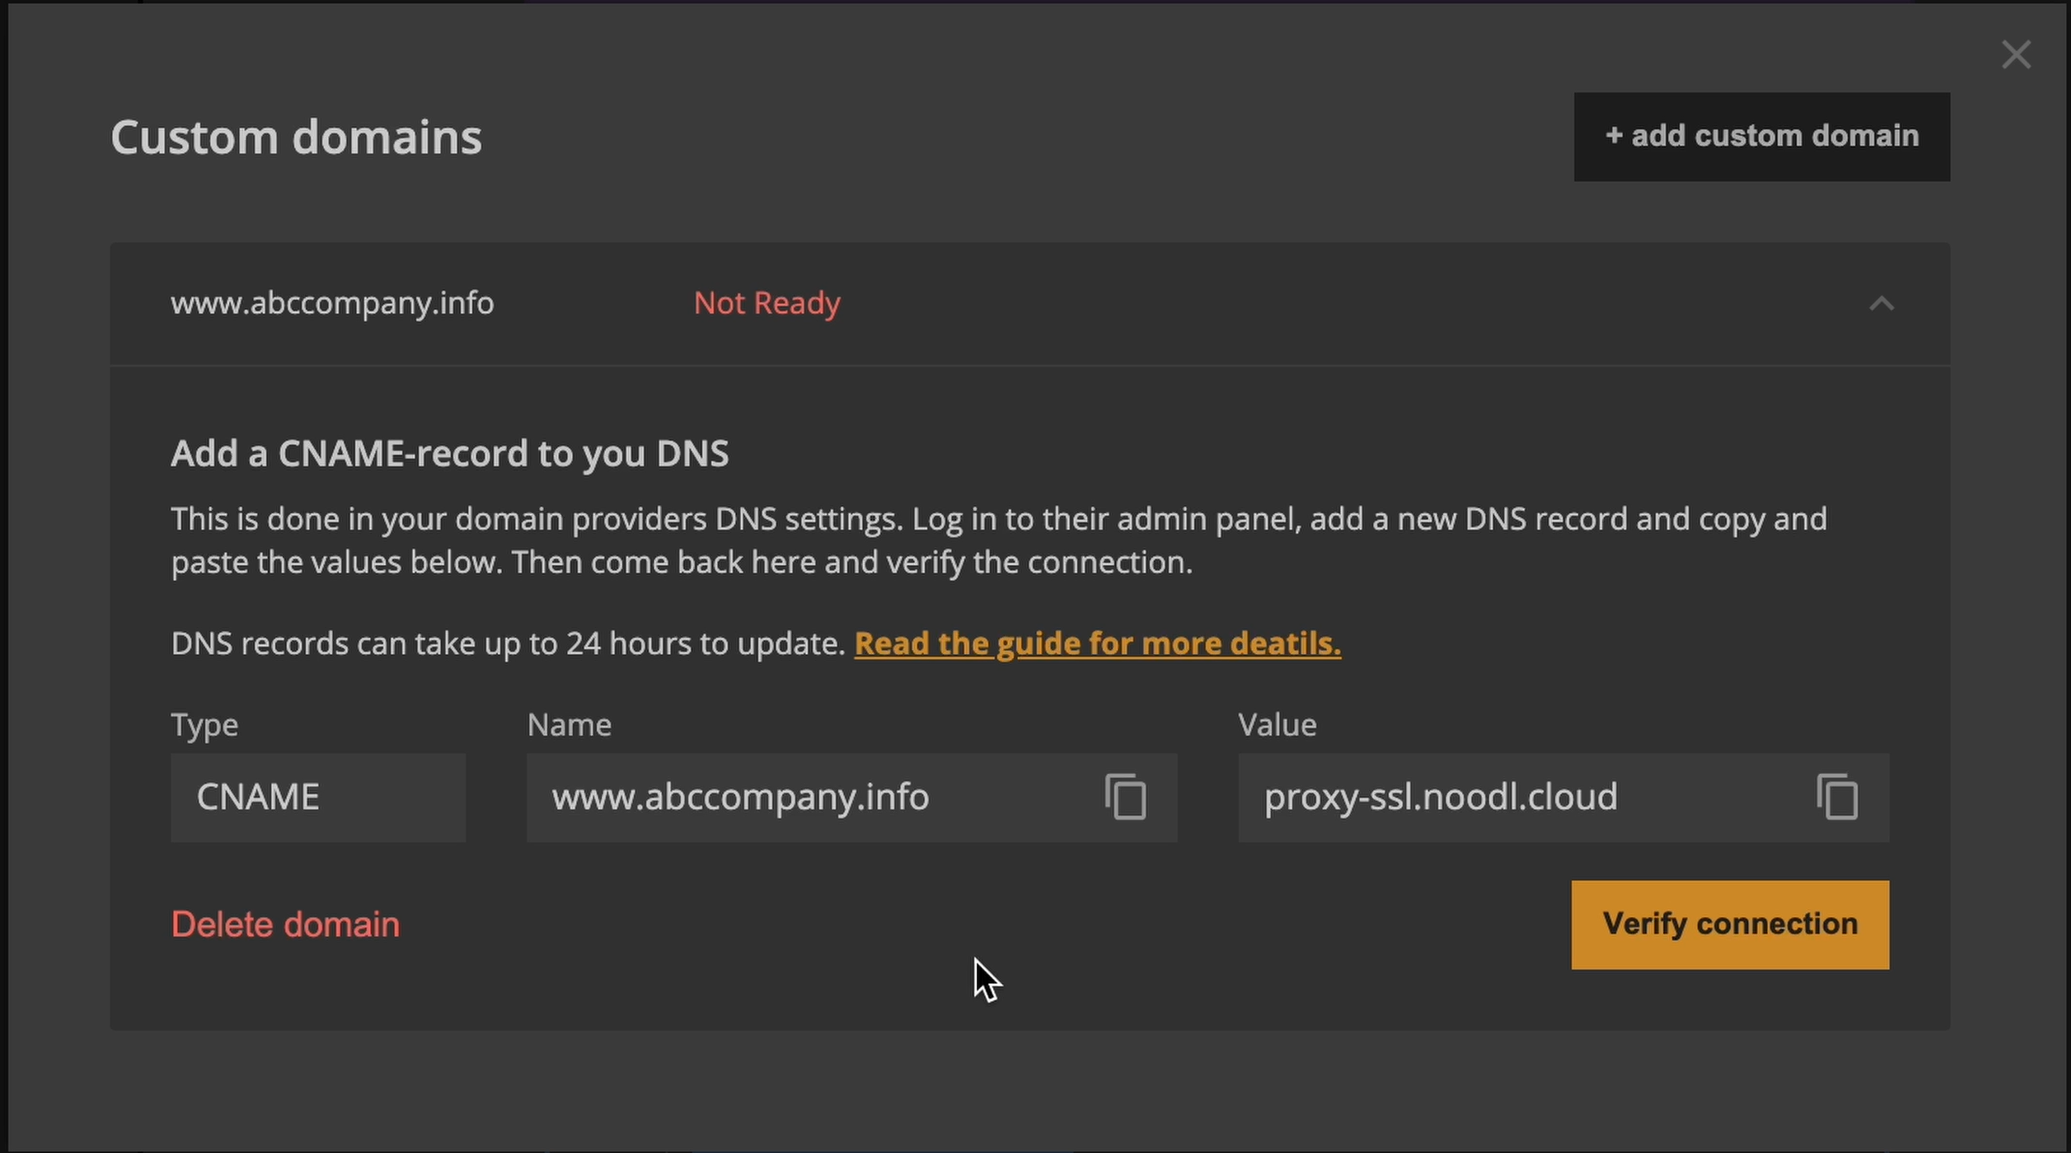 Custom domains
+ add custom domain
www.abccompany.info
Not Ready
Add a CNAME-record to you DNS
This is done in your domain providers DNS settings. Log in to their admin panel, add a new DNS record and copy and
paste the values below. Then come back here and verify the connection.
DNS records can take up to 24 hours to update. Read the guide for more deatils.
Type
Name
Value
CNAME
www.abccompany.info
proxy-ssl.noodl.cloud
Delete domain
Verify connection